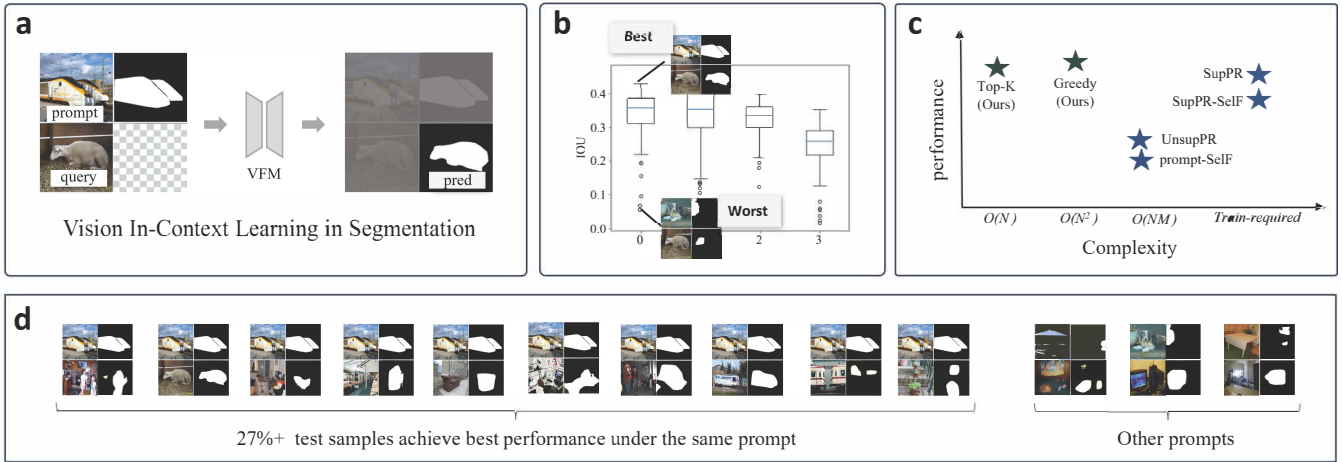 a
prompt
query
VFM
pred
Vision In-Context Learning in Segmentation
b
Best
IOU
0.4
0.3
0.2
0.1
0.0
Worst
0
2
3
c
performance
Top-K
(Ours)
Greedy
(Ours)
SupPR
SupPR-SelF
UnsupPR
prompt-SelF
O(N)
O(N²)
O(NM)
Train-required
Complexity
d
27%+ test samples achieve best performance under the same prompt
Other prompts